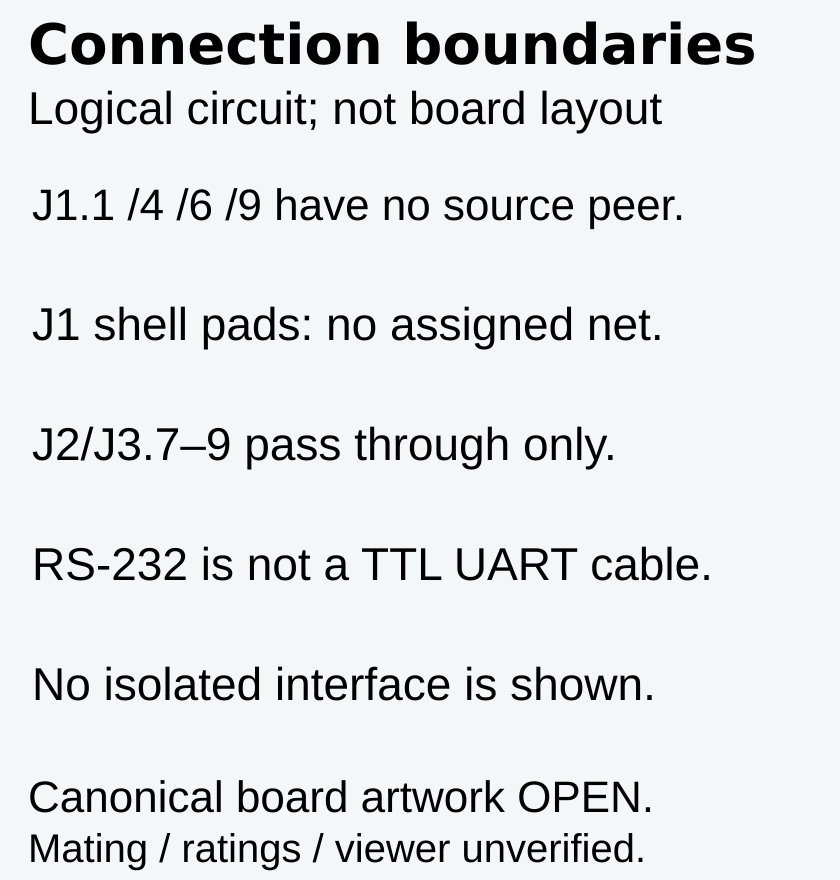 Connection boundaries
Logical circuit; not board layout
J1.1 /4 /6 /9 have no source peer.
J1 shell pads: no assigned net.
J2/J3.7–9 pass through only.
RS-232 is not a TTL UART cable.
No isolated interface is shown.
Canonical board artwork OPEN.
Mating / ratings / viewer unverified.